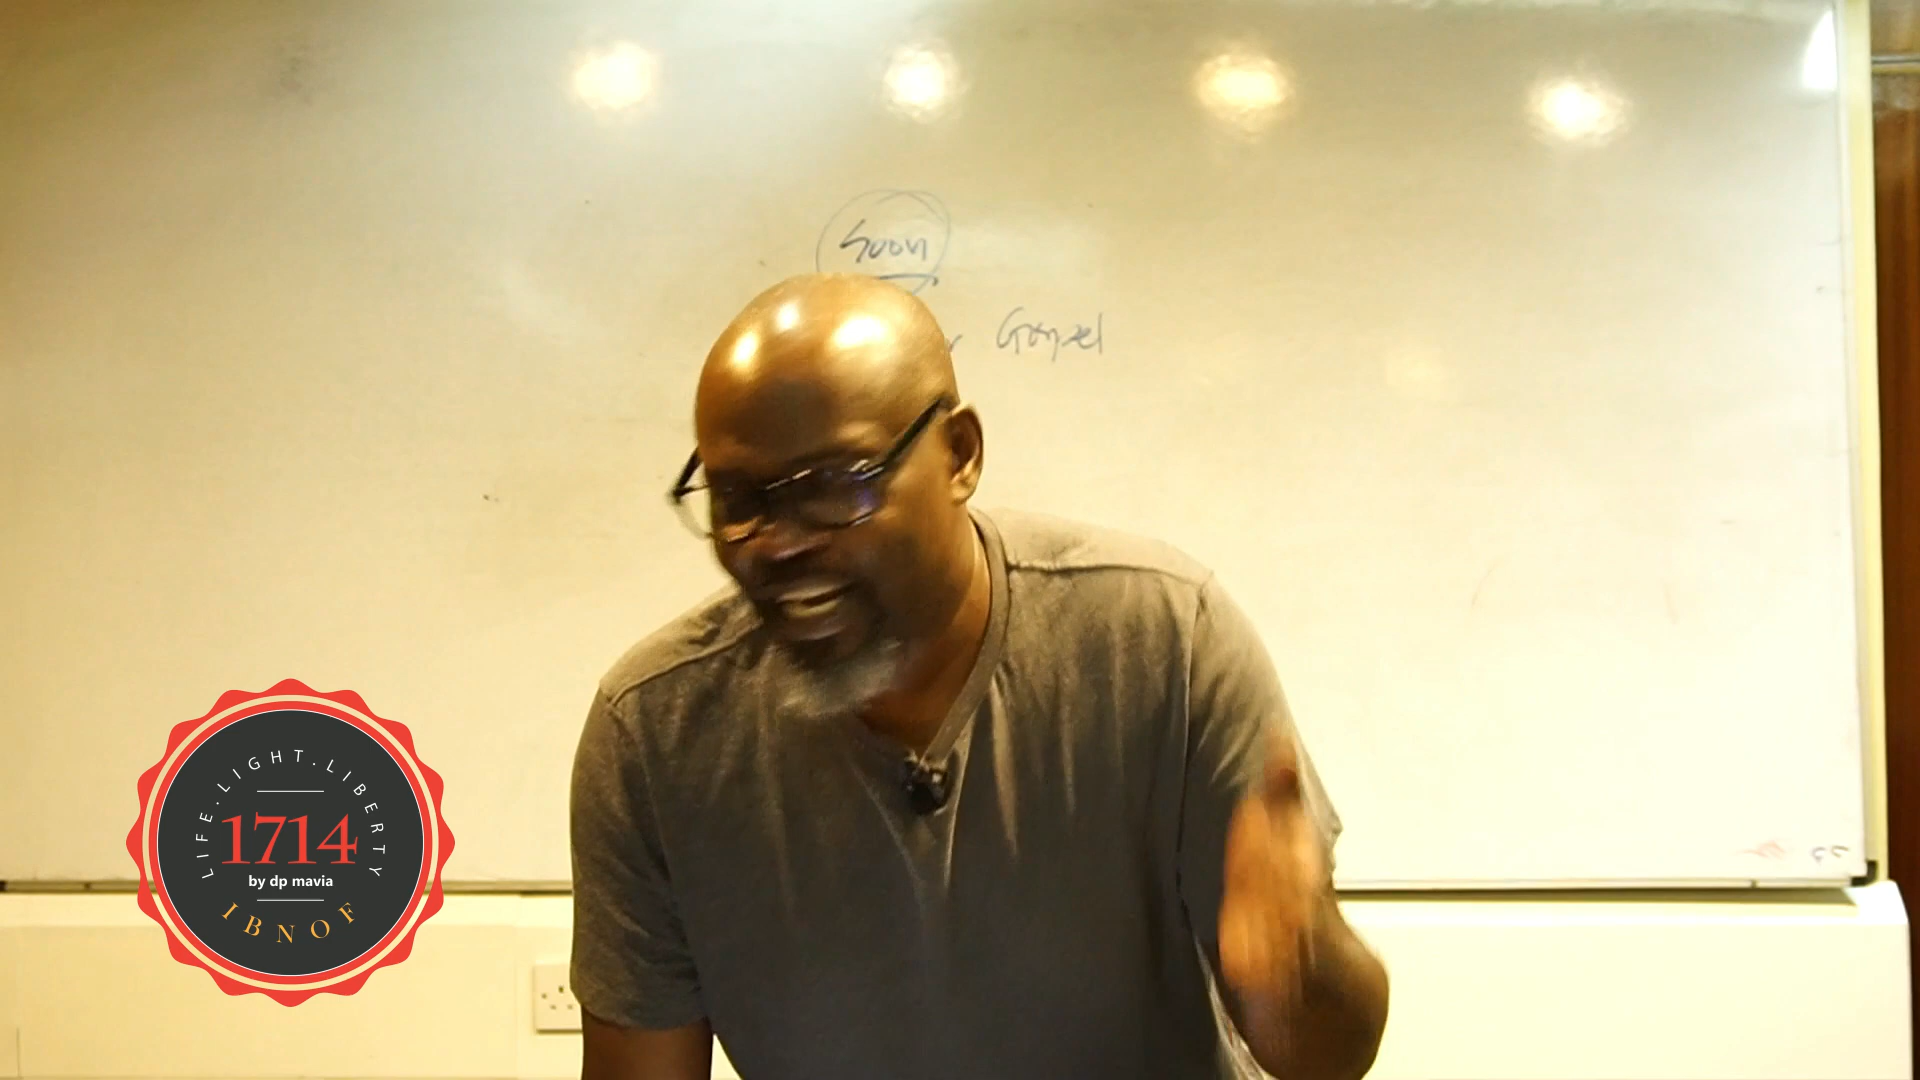 Soon
Gospel
LIFE.LIGHT.LIBERTY
1714
by dp mavia
IBNOF